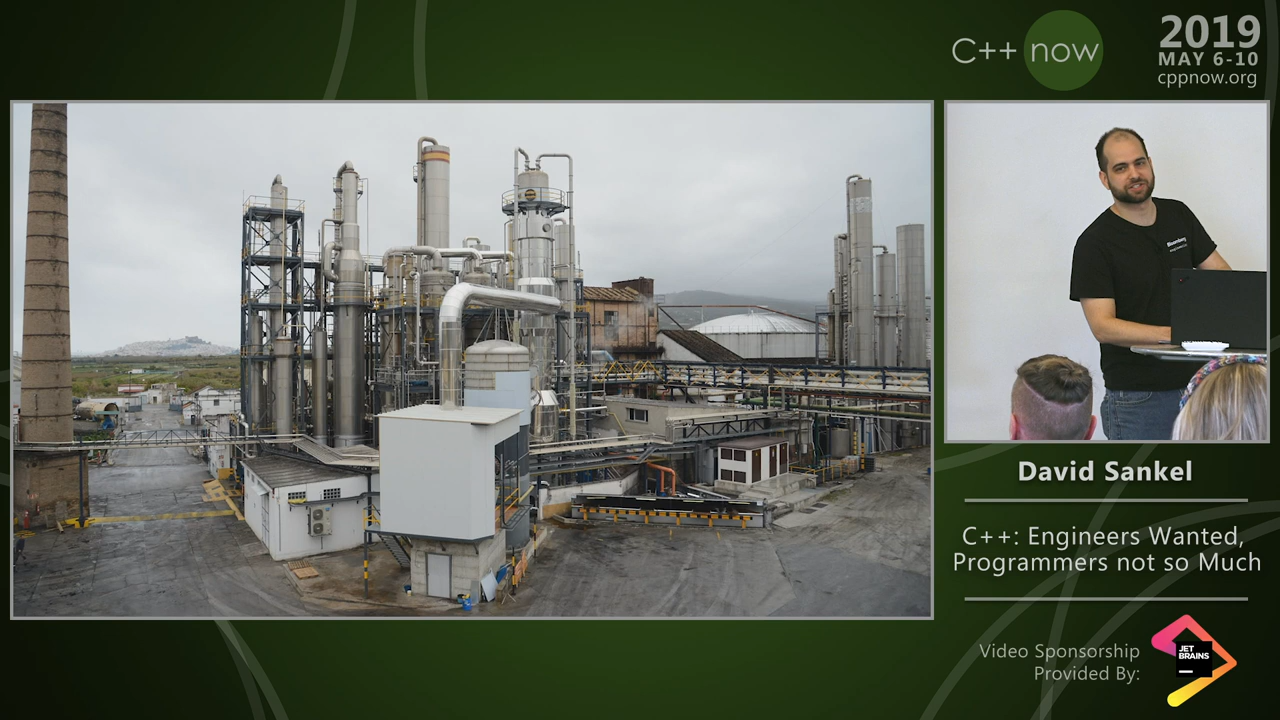 C++ now
2019
MAY 6-10
cppnow.org
Bloomberg
David Sankel
C++: Engineers Wanted,
Programmers not so Much
Video Sponsorship
Provided By:
JET
BRAINS